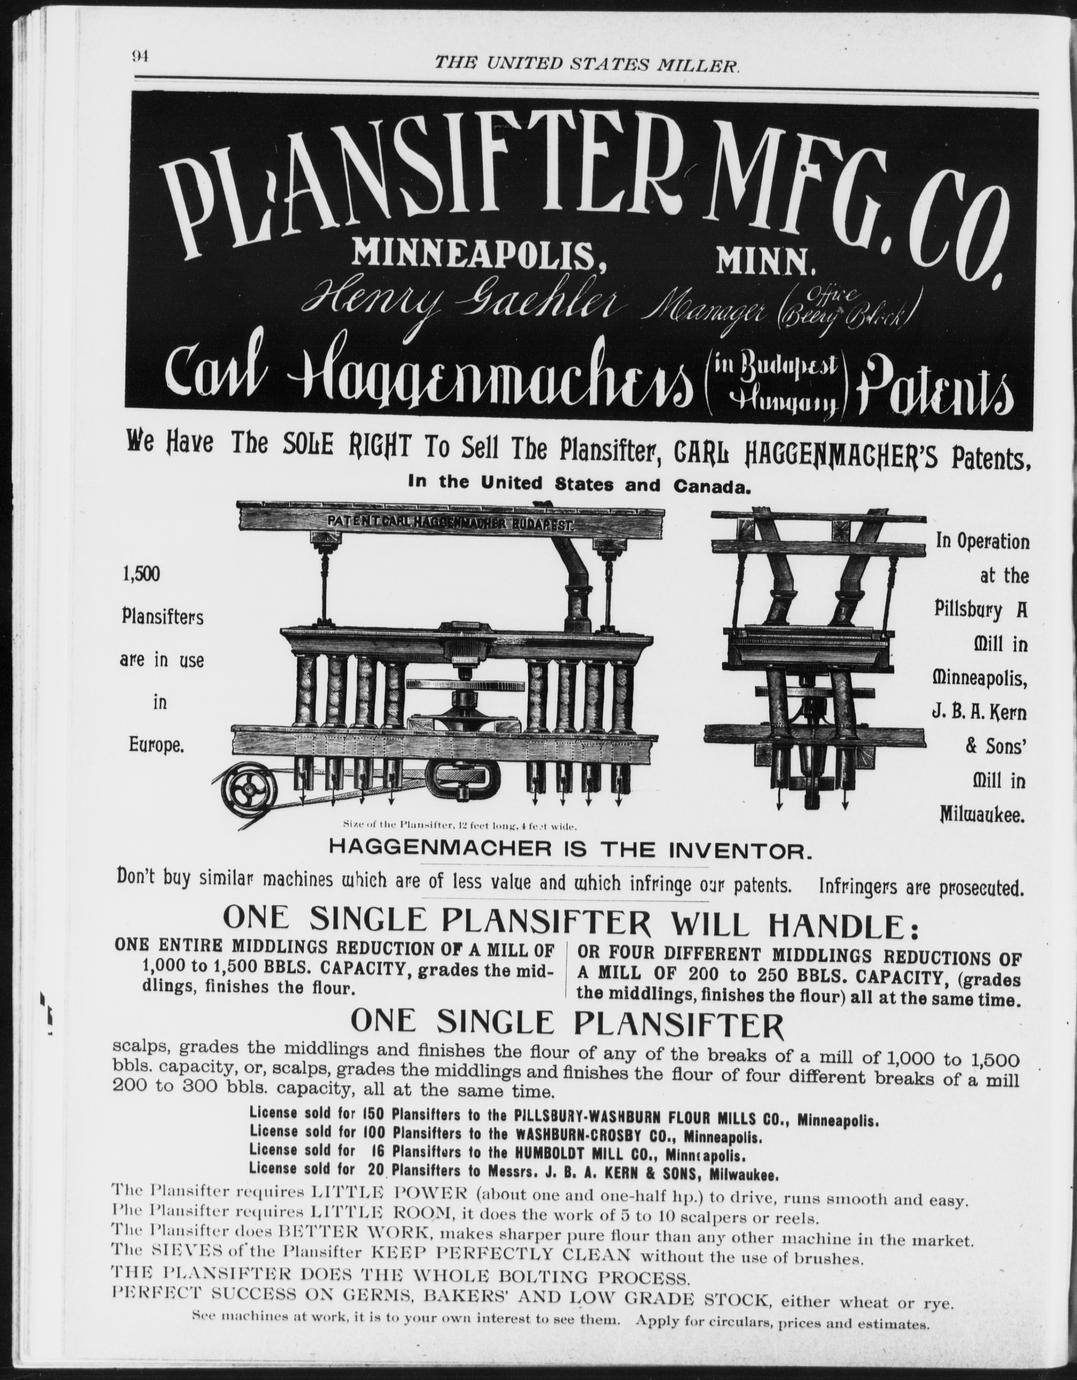 94
THE UNITED STATES MILLER.
PLANSIFTER MFG. CO.
MINNEAPOLIS, MINN.
Henry Gaehler Manager (Office Beery Block)
Carl Haggenmachers (in Budapest Hungary) Patents
We Have The SOLE RIGHT To Sell The Plansifter, CARL HAGGENMACHER'S Patents,
In the United States and Canada.
PATENT CARL HAGGENMACHER BUDAPEST.
1,500
Plansifters
are in use
in
Europe.
In Operation
at the
Pillsbury A
Mill in
Minneapolis,
J. B. A. Kern
& Sons'
Mill in
Milwaukee.
Size of the Plansifter, 12 feet long, 4 feet wide.
HAGGENMACHER IS THE INVENTOR.
Don't buy similar machines which are of less value and which infringe our patents. Infringers are prosecuted.
ONE SINGLE PLANSIFTER WILL HANDLE:
ONE ENTIRE MIDDLINGS REDUCTION OF A MILL OF
1,000 to 1,500 BBLS. CAPACITY, grades the mid-
dlings, finishes the flour.
OR FOUR DIFFERENT MIDDLINGS REDUCTIONS OF
A MILL OF 200 to 250 BBLS. CAPACITY, (grades
the middlings, finishes the flour) all at the same time.
ONE SINGLE PLANSIFTER
scalps, grades the middlings and finishes the flour of any of the breaks of a mill of 1,000 to 1,500
bbls. capacity, or, scalps, grades the middlings and finishes the flour of four different breaks of a mill
200 to 300 bbls. capacity, all at the same time.
License sold for 150 Plansifters to the PILLSBURY-WASHBURN FLOUR MILLS CO., Minneapolis.
License sold for 100 Plansifters to the WASHBURN-CROSBY CO., Minneapolis.
License sold for 16 Plansifters to the HUMBOLDT MILL CO., Minneapolis.
License sold for 20 Plansifters to Messrs. J. B. A. KERN & SONS, Milwaukee.
The Plansifter requires LITTLE POWER (about one and one-half hp.) to drive, runs smooth and easy.
The Plansifter requires LITTLE ROOM, it does the work of 5 to 10 scalpers or reels.
The Plansifter does BETTER WORK, makes sharper pure flour than any other machine in the market.
The SIEVES of the Plansifter KEEP PERFECTLY CLEAN without the use of brushes.
THE PLANSIFTER DOES THE WHOLE BOLTING PROCESS.
PERFECT SUCCESS ON GERMS, BAKERS' AND LOW GRADE STOCK, either wheat or rye.
See machines at work, it is to your own interest to see them. Apply for circulars, prices and estimates.